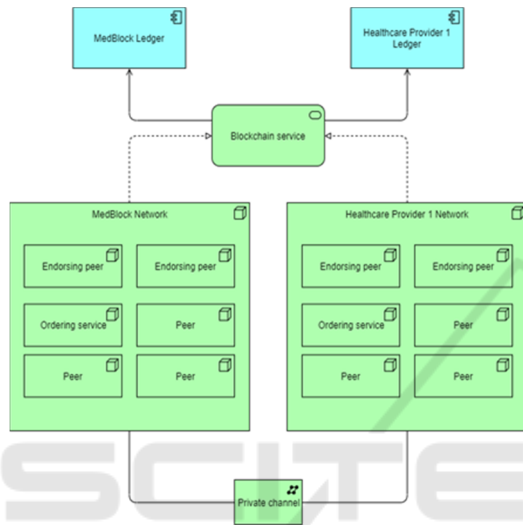 MedBlock Ledger
Healthcare Provider 1
Ledger
Blockchain service
MedBlock Network
Endorsing peer
Endorsing peer
Ordering service
Peer
Peer
Peer
Healthcare Provider 1 Network
Endorsing peer
Endorsing peer
Ordering service
Peer
Peer
Peer
Private channel
SCITE